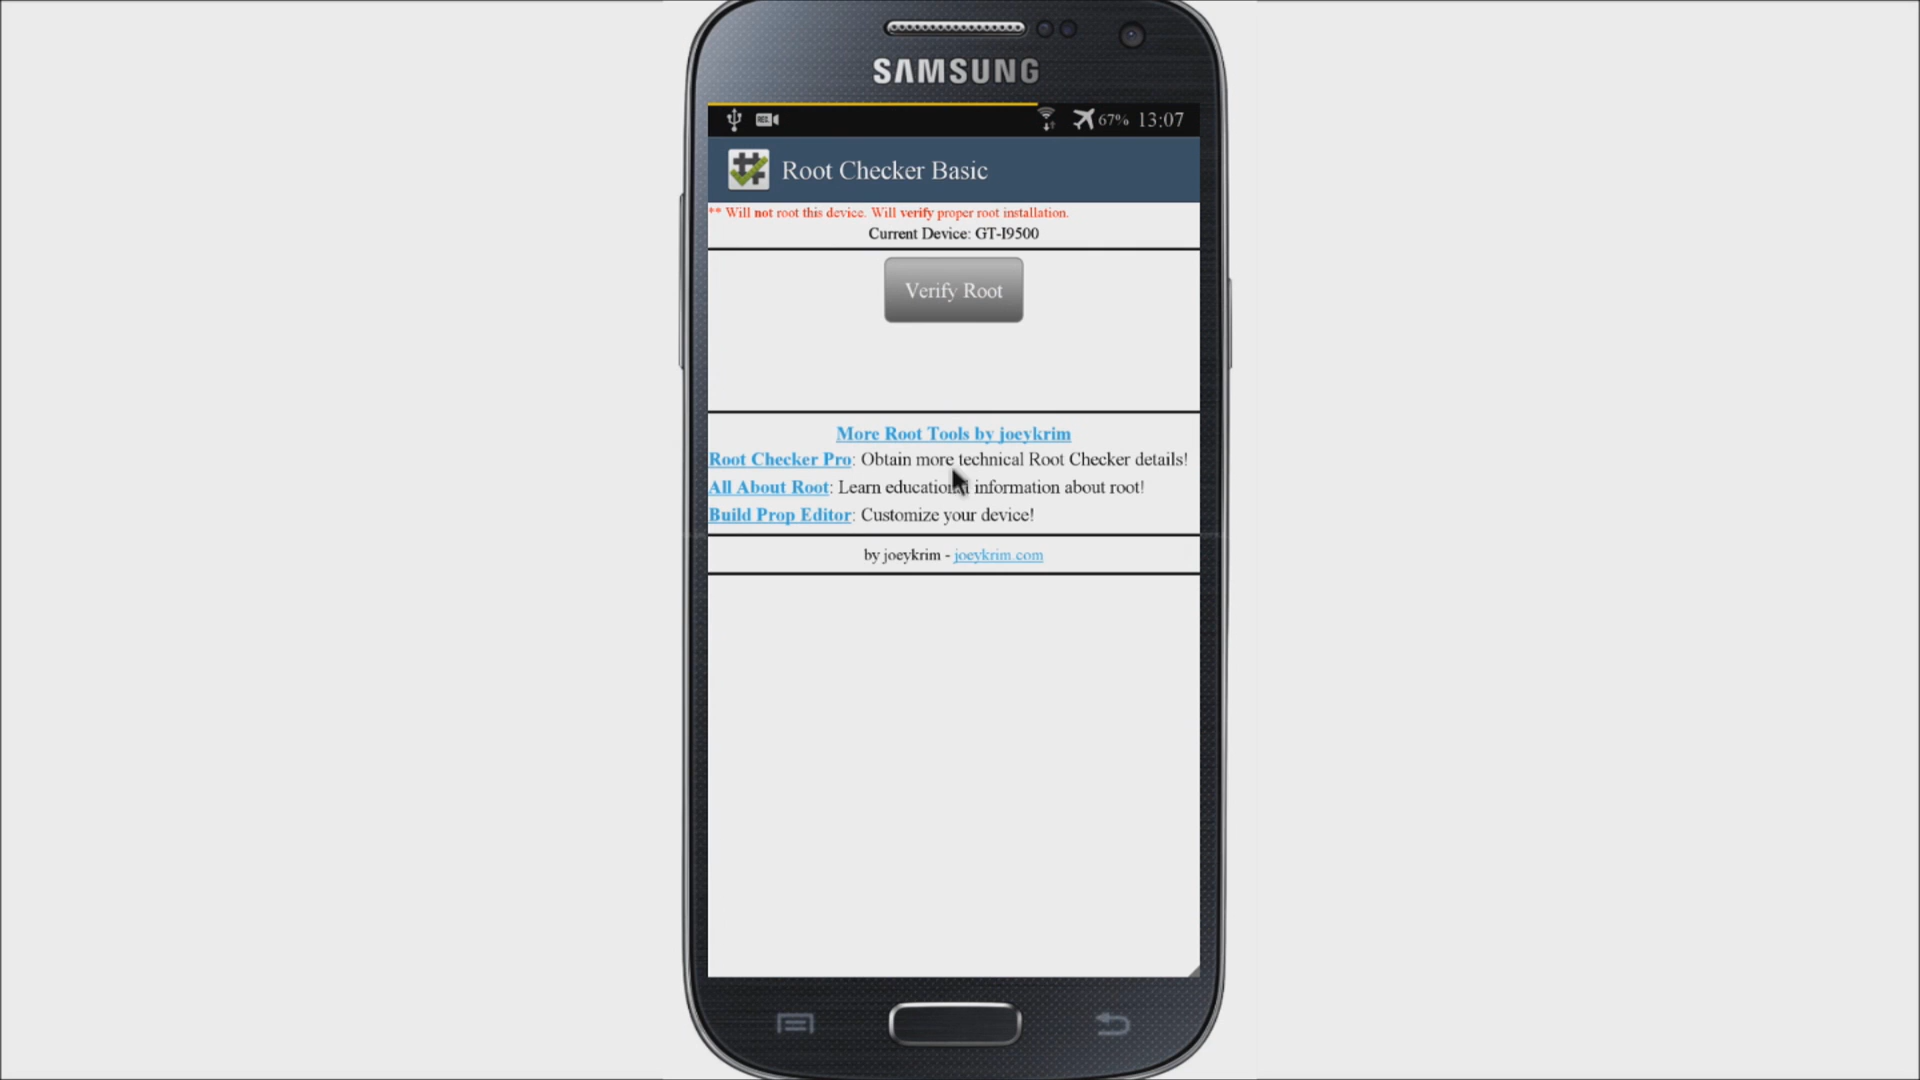 SAMSUNG
67% 13:07
Root Checker Basic
** Will not root this device. Will verify proper root installation.
Current Device: GT-I9500
Verify Root
More Root Tools by joeykrim
Root Checker Pro: Obtain more technical Root Checker details!
All About Root: Learn educational information about root!
Build Prop Editor: Customize your device!
by joeykrim - joeykrim.com